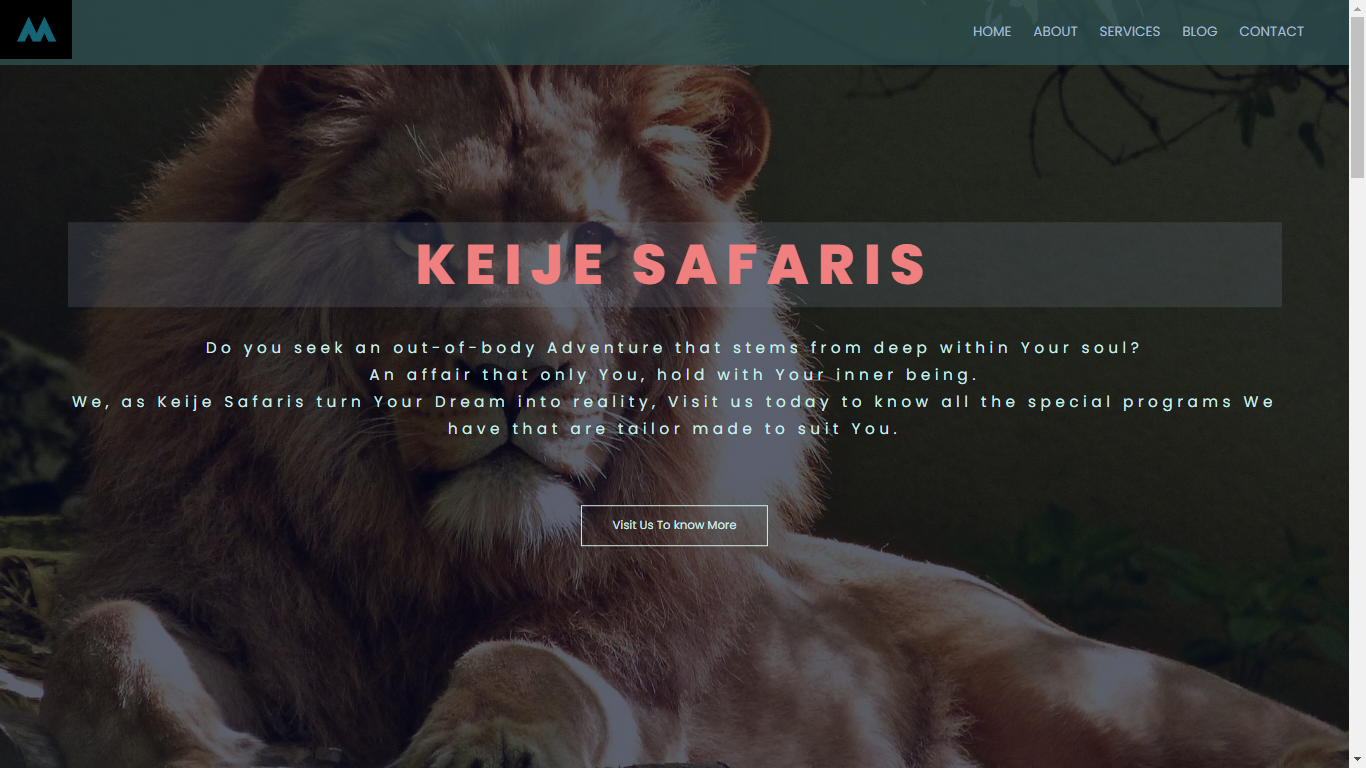 HOME ABOUT SERVICES BLOG CONTACT
KEIJE SAFARIS
Do you seek an out-of-body Adventure that stems from deep within Your soul?
An affair that only You, hold with Your inner being.
We, as Keije Safaris turn Your Dream into reality, Visit us today to know all the special programs We
have that are tailor made to suit You.
Visit Us To know More